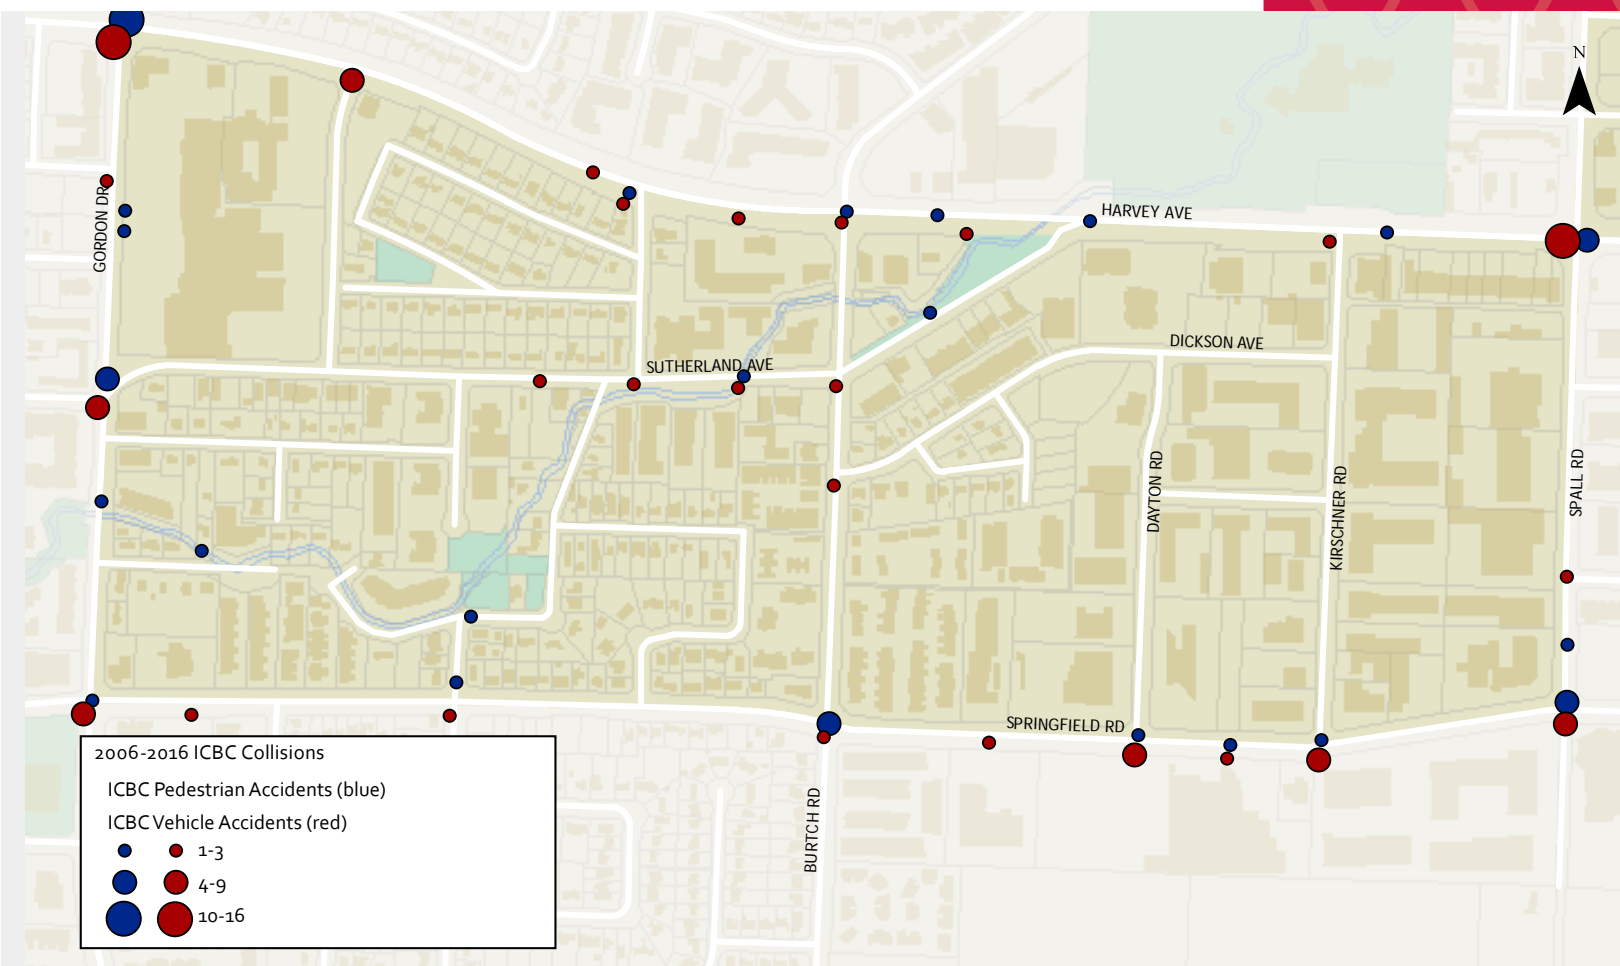 N
HARVEY AVE
GORDON DR
DICKSON AVE
SUTHERLAND AVE
DAYTON RD
KIRSCHNER RD
SPALL RD
SPRINGFIELD RD
BURTCH RD
2006-2016 ICBC Collisions
ICBC Pedestrian Accidents (blue)
ICBC Vehicle Accidents (red)
1-3
4-9
10-16